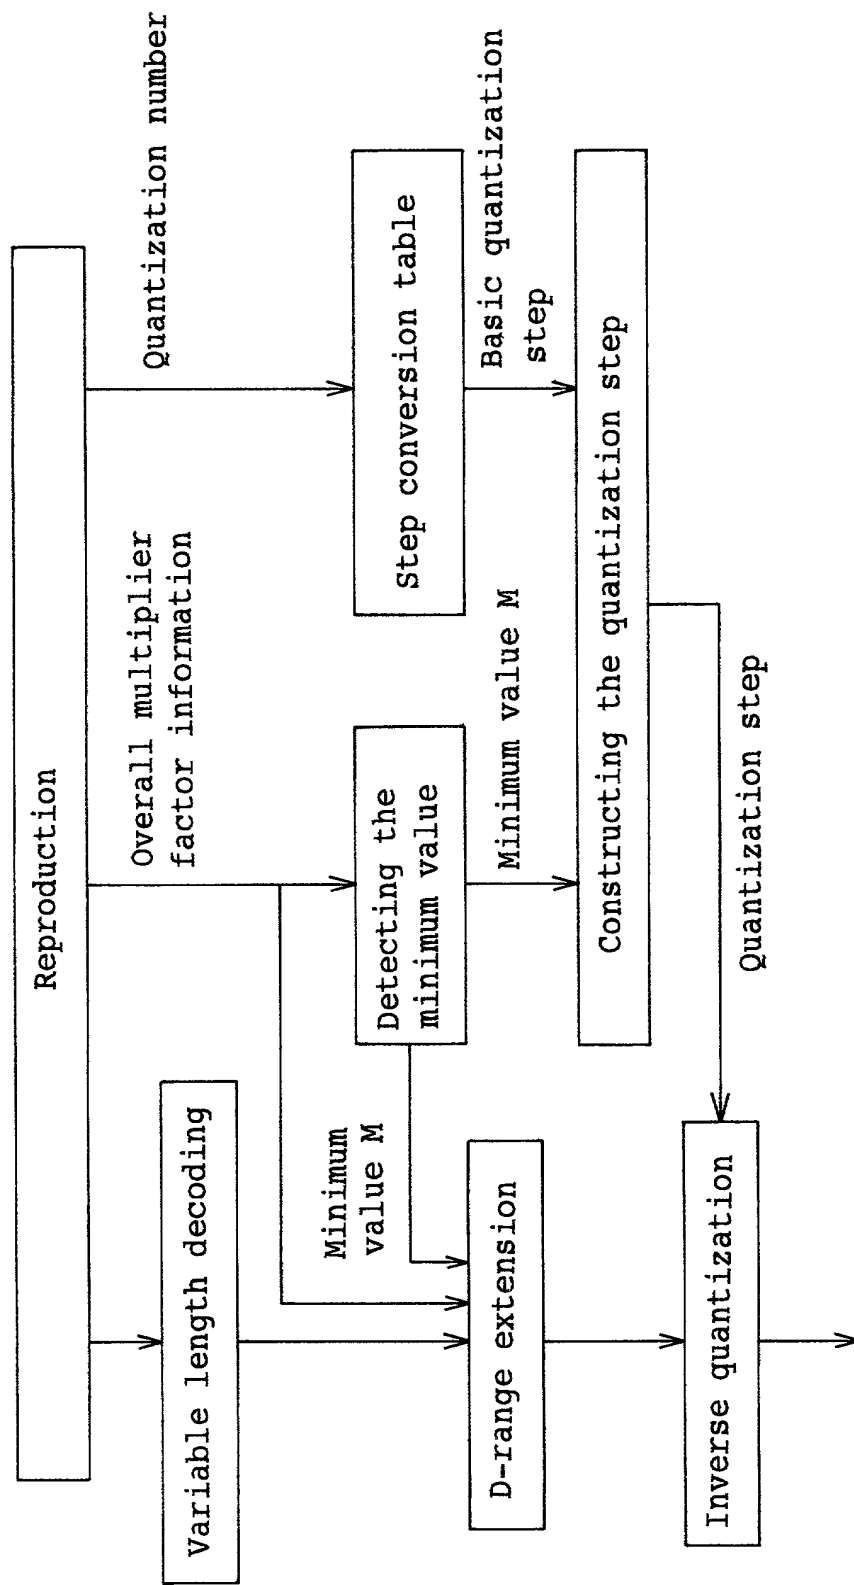 Reproduction
Quantization number
Overall multiplier
factor information
Variable length decoding
Step conversion table
Detecting the
minimum value
Minimum
value M
Basic quantization
step
Minimum value M
D-range extension
Constructing the quantization step
Quantization step
Inverse quantization